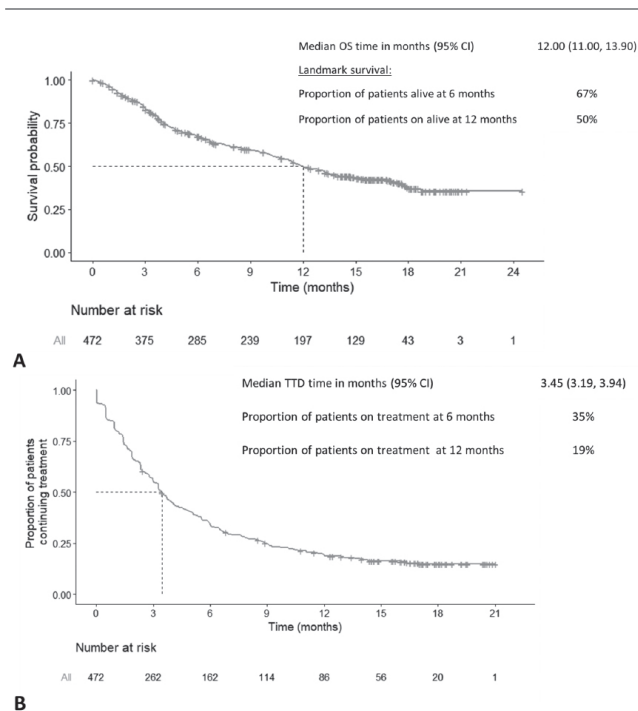 Median OS time in months (95% CI) 12.00 (11.00, 13.90)
Landmark survival:
Proportion of patients alive at 6 months 67%
Proportion of patients on alive at 12 months 50%
Survival probability
1.00
0.75
0.50
0.25
0.00
0 3 6 9 12 15 18 21 24
Time (months)
Number at risk
All 472 375 285 239 197 129 43 3 1
A
Median TTD time in months (95% CI) 3.45 (3.19, 3.94)
Proportion of patients on treatment at 6 months 35%
Proportion of patients on treatment at 12 months 19%
Proportion of patients
continuing treatment
1.00
0.75
0.50
0.25
0.00
0 3 6 9 12 15 18 21
Time (months)
Number at risk
All 472 262 162 114 86 56 20 1
B